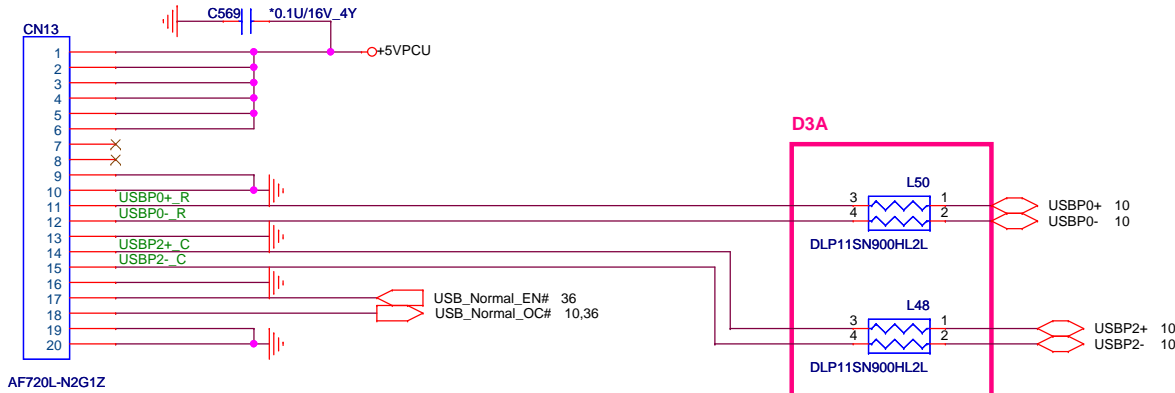 C569 *0.1U/16V_4Y
CN13
+5VPCU
1
2
3
4
5
6
7
8
9
10
11
12
13
14
15
16
17
18
19
20
USBP0+_R
USBP0-_R
USBP2+_C
USBP2-_C
USB_Normal_EN# 36
USB_Normal_OC# 10,36
AF720L-N2G1Z
D3A
L50
3 1
4 2
DLP11SN900HL2L
USBP0+ 10
USBP0- 10
L48
3 1
4 2
DLP11SN900HL2L
USBP2+ 10
USBP2- 10